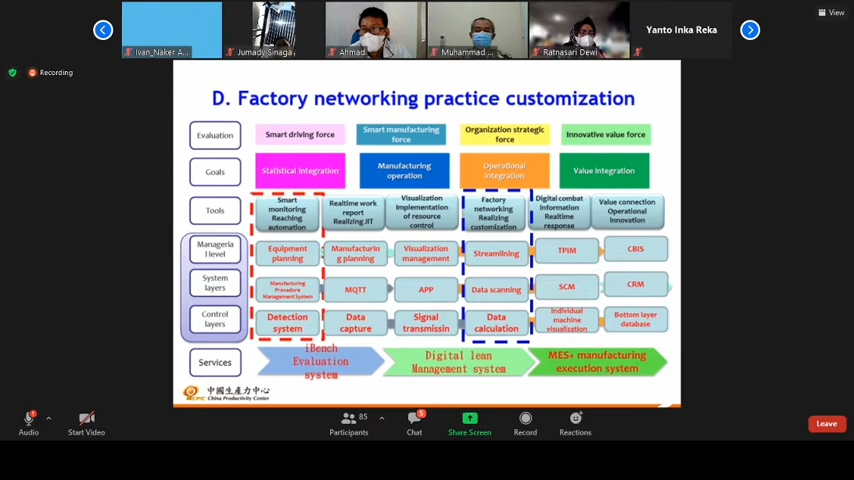 View
Ivan_Naker A...
Jumady Sinaga
Ahmad
Muhammad ...
Ratnasari Dewi
Yanto Inka Reka
Recording
D. Factory networking practice customization
Evaluation
Smart driving force
Smart manufacturing
force
Organization strategic
force
Innovative value force
Goals
Statistical integration
Manufacturing
operation
Operational
integration
Value Integration
Tools
Smart
monitoring
Reaching
automation
Realtime work
report
Realizing JIT
Visualization
Implementation
of resource
control
Factory
networking
Realizing
customization
Digital combat
information
Realtime
response
Value connection
Operational
innovation
Manageria
l level
Equipment
planning
Manufacturin
g planning
Visualization
management
Streamlining
TPIM
CBIS
System
layers
Manufacturing
Procedure
Management System
MQTT
APP
Data scanning
SCM
CRM
Control
layers
Detection
system
Data
capture
Signal
transmissin
Data
calculation
Individual
machine
visualization
Bottom layer
database
Services
iBench
Evaluation
system
Digital lean
Management system
MES+ manufacturing
execution system
中國生產力中心
China Productivity Center
Audio
Start Video
85
Participants
5
Chat
Share Screen
Record
Reactions
Leave